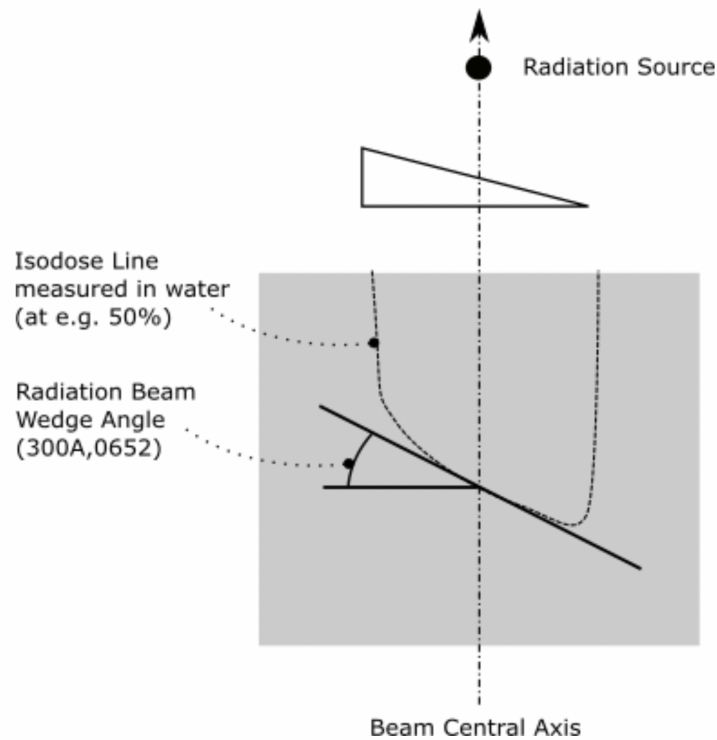 Radiation Source
Isodose Line
measured in water
(at e.g. 50%)
Radiation Beam
Wedge Angle
(300A,0652)
Beam Central Axis